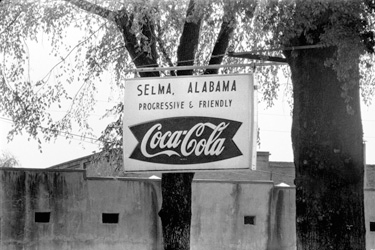 SELMA, ALABAMA
PROGRESSIVE & FRIENDLY
Coca-Cola